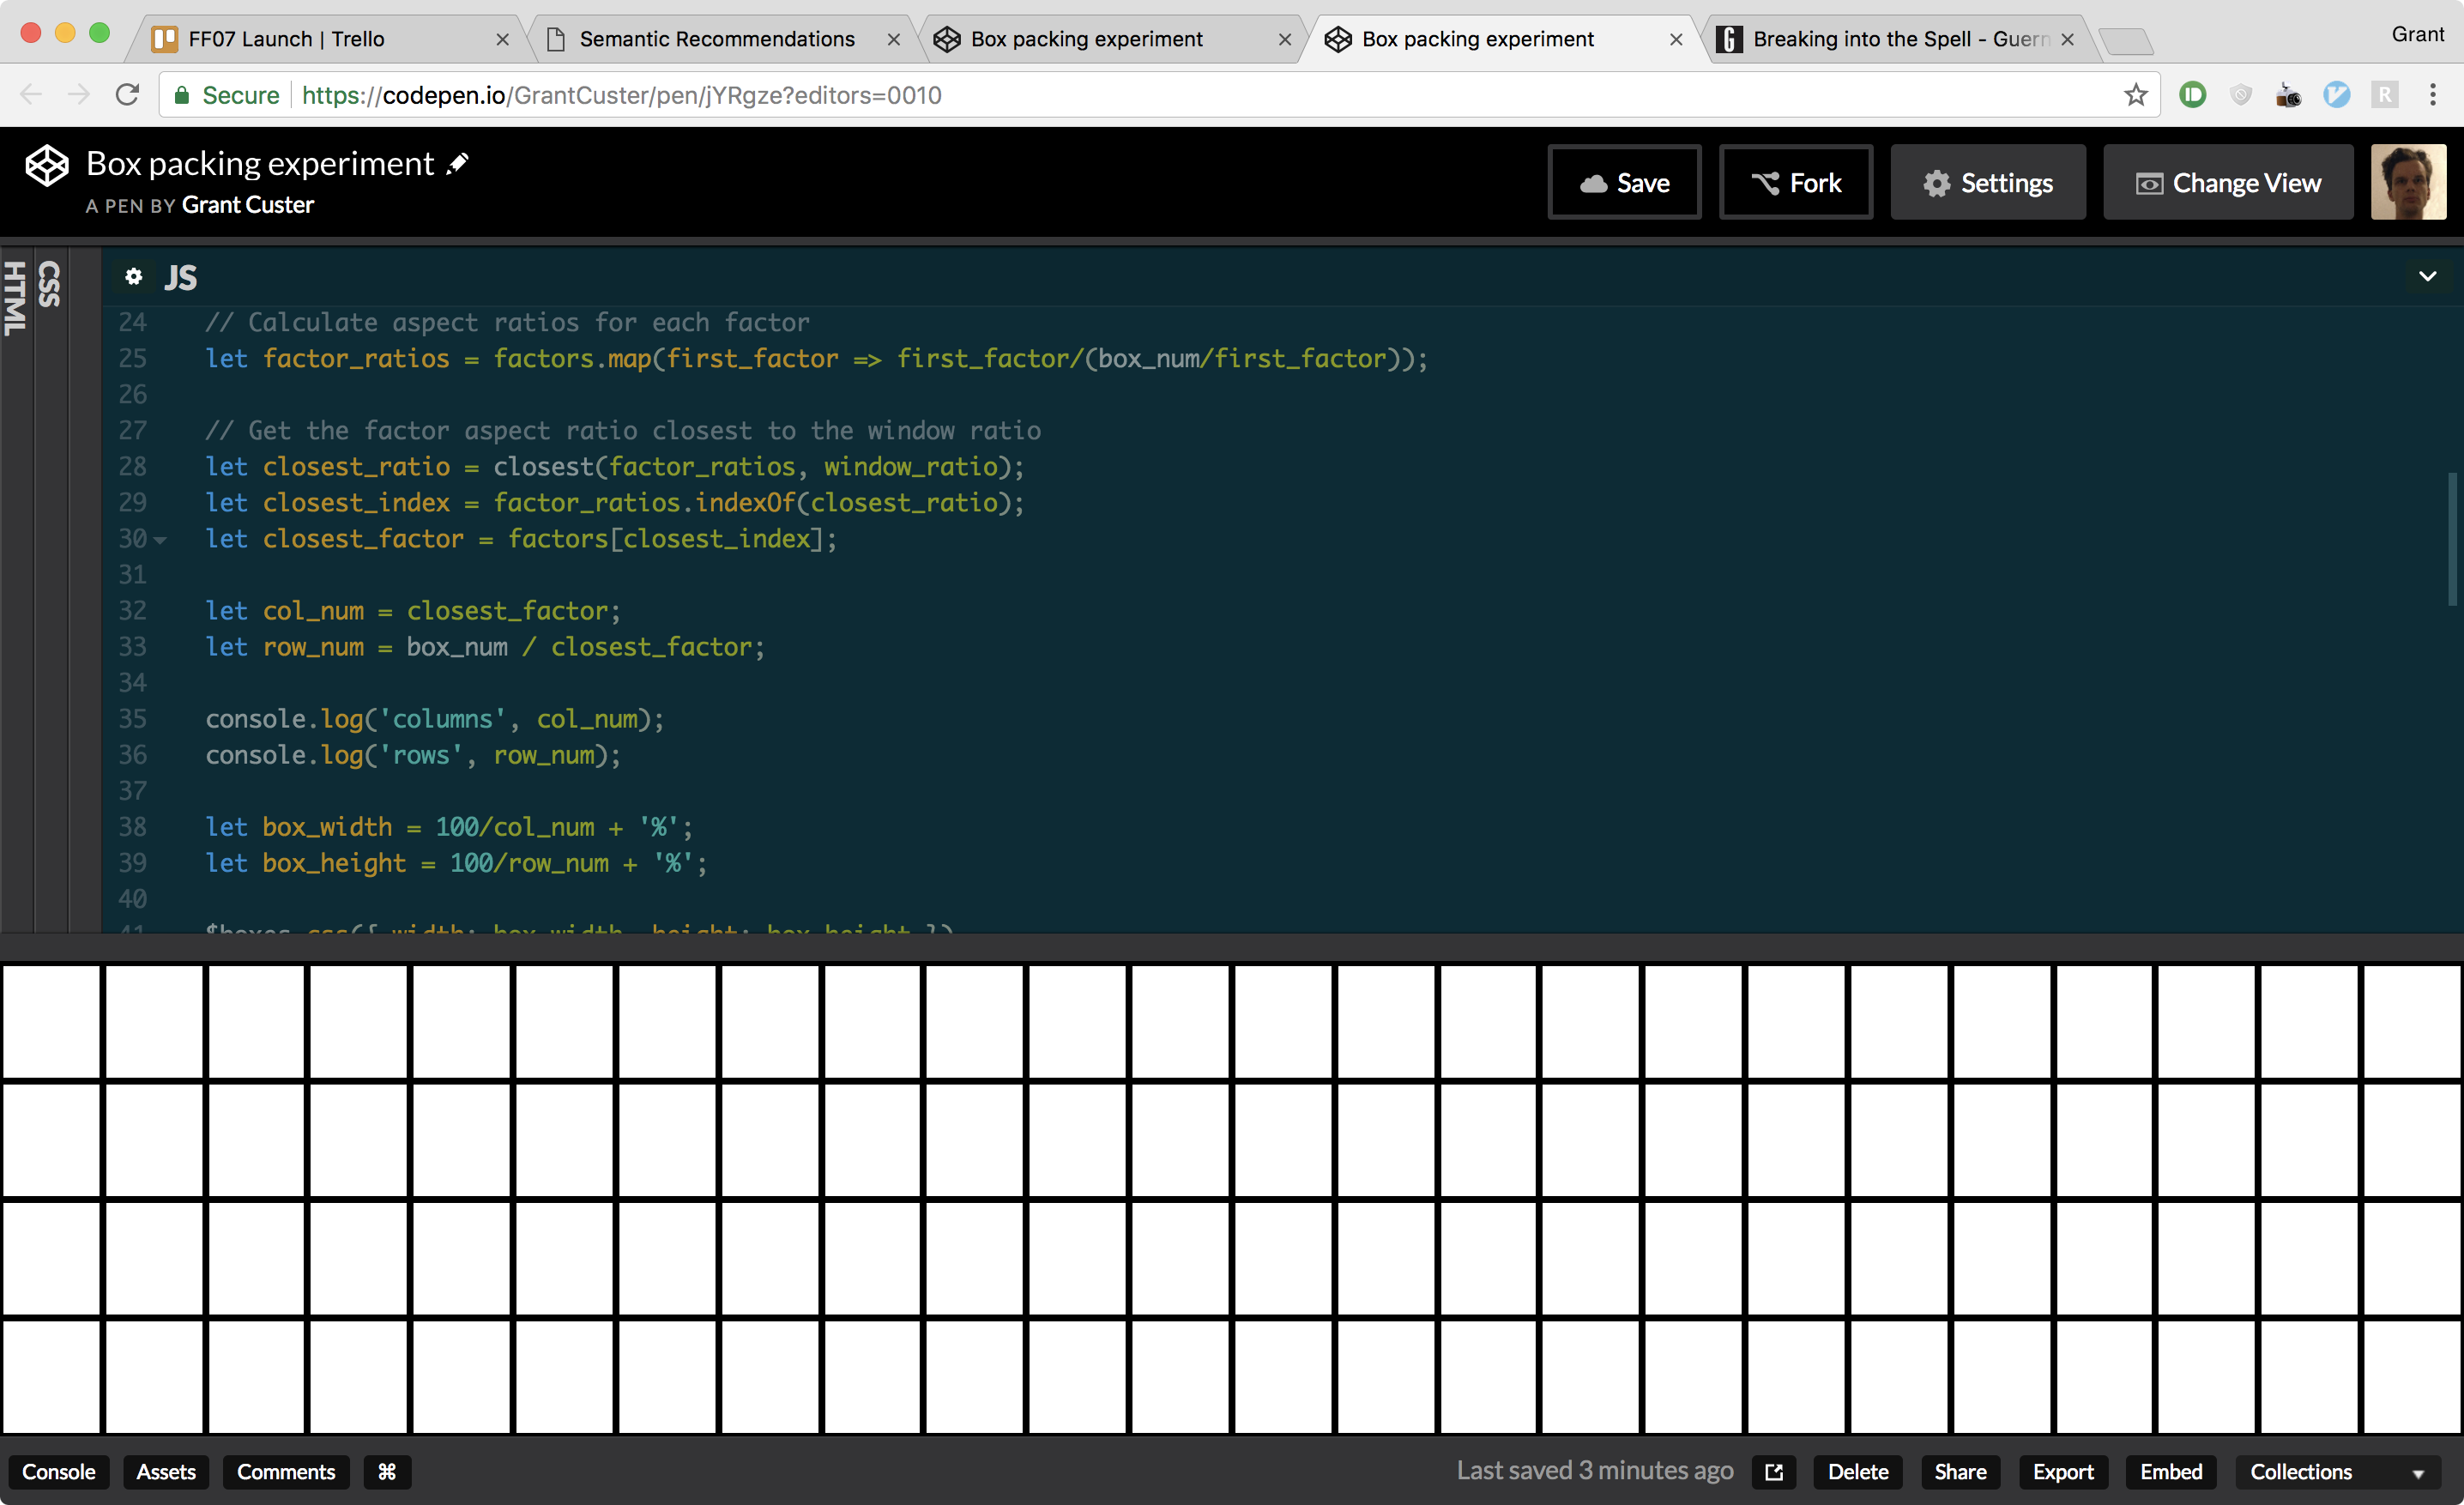 FF07 Launch | Trello
Semantic Recommendations
Box packing experiment
Box packing experiment
Breaking into the Spell - Guern
Grant
Secure
https://codepen.io/GrantCuster/pen/jYRgze?editors=0010
Box packing experiment
A PEN BY Grant Custer
Save
Fork
Settings
Change View
HTML
CSS
JS
24 // Calculate aspect ratios for each factor
25 let factor_ratios = factors.map(first_factor => first_factor/(box_num/first_factor));
26
27 // Get the factor aspect ratio closest to the window ratio
28 let closest_ratio = closest(factor_ratios, window_ratio);
29 let closest_index = factor_ratios.indexOf(closest_ratio);
30 let closest_factor = factors[closest_index];
31
32 let col_num = closest_factor;
33 let row_num = box_num / closest_factor;
34
35 console.log('columns', col_num);
36 console.log('rows', row_num);
37
38 let box_width = 100/col_num + '%';
39 let box_height = 100/row_num + '%';
40
41 $boxes.css({ width: box_width, height: box_height })
Console
Assets
Comments
⌘
Last saved 3 minutes ago
Delete
Share
Export
Embed
Collections